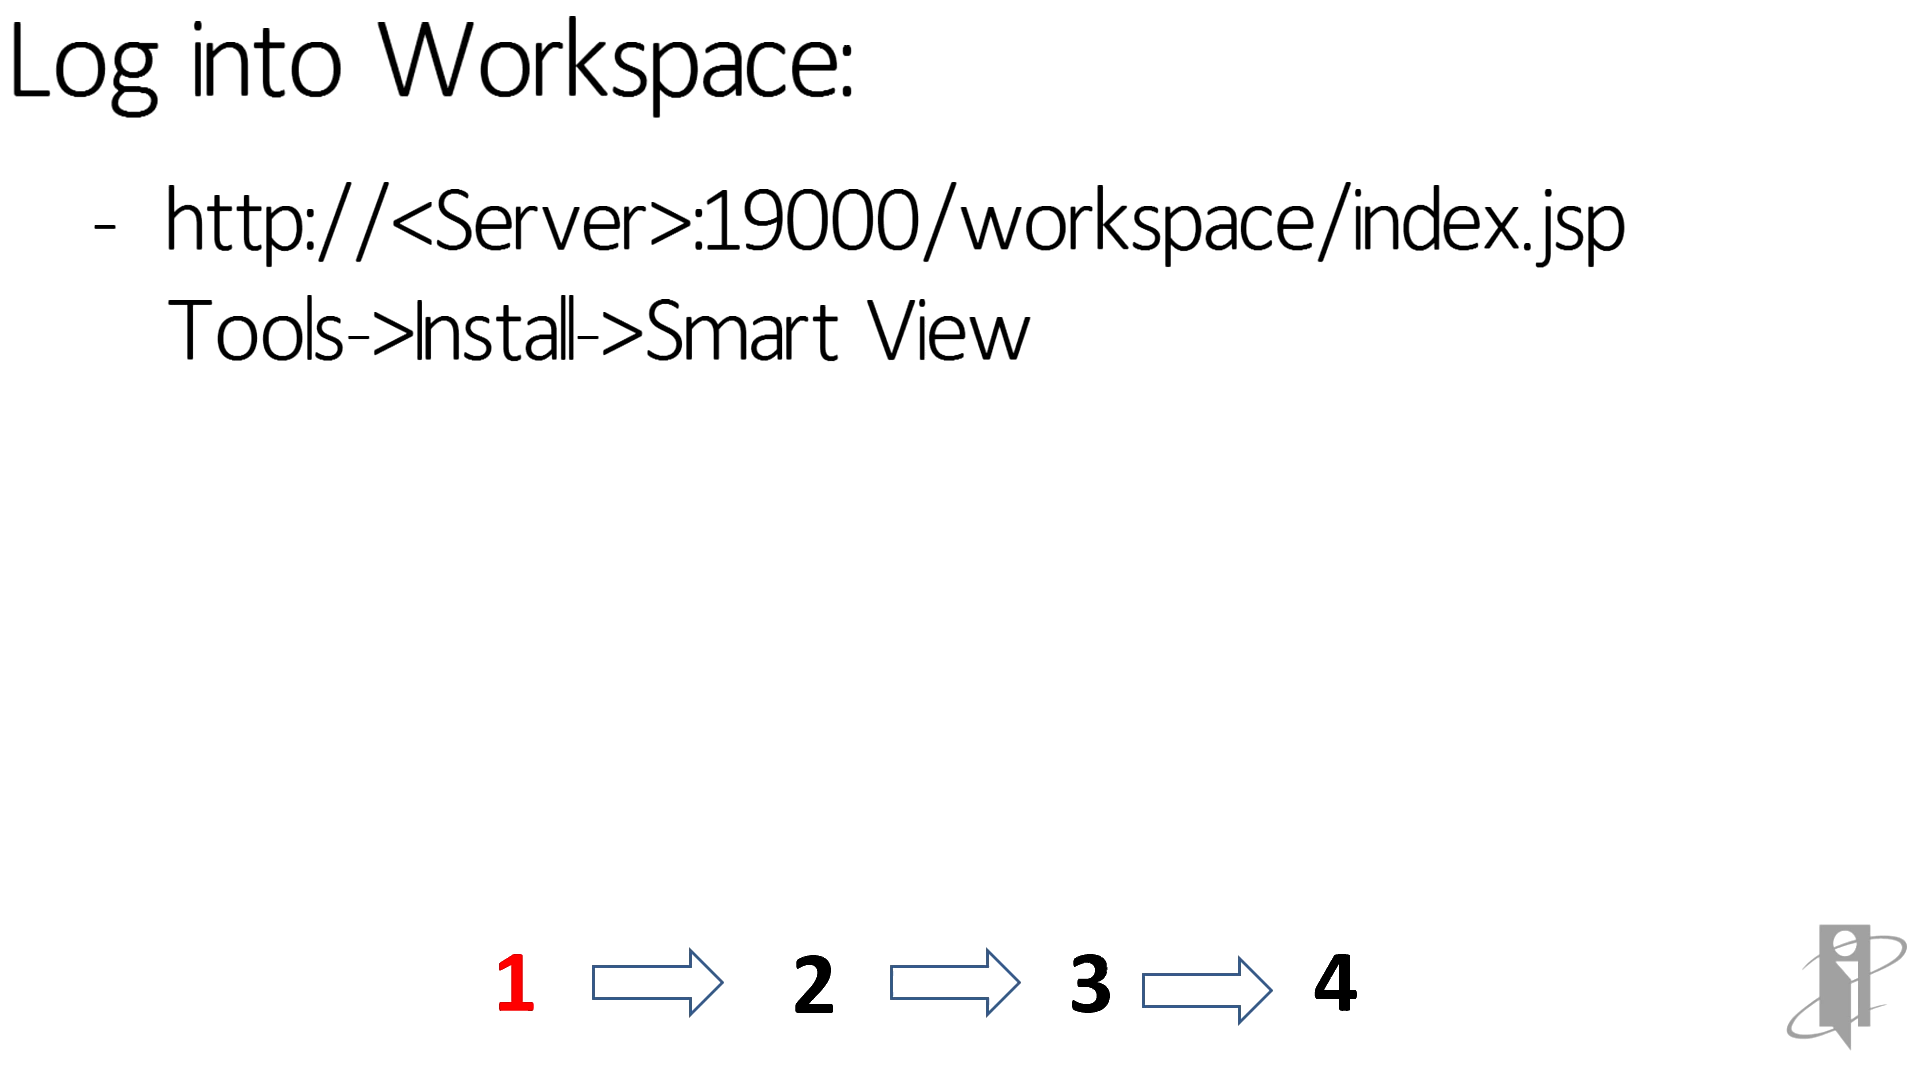 Log into Workspace:
- http://<Server>:19000/workspace/index.jsp
Tools->Install->Smart View
1 2 3 4